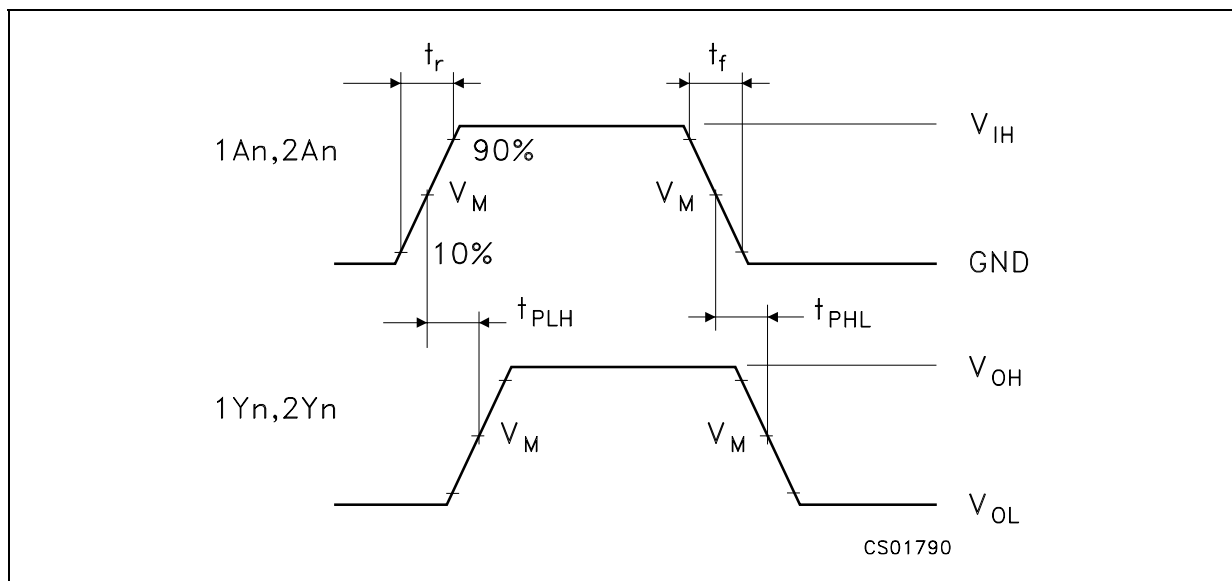 tr
tf
1An,2An
90%
VIH
VM
VM
10%
GND
tPLH
tPHL
VOH
1Yn,2Yn
VM
VM
VOL
CS01790